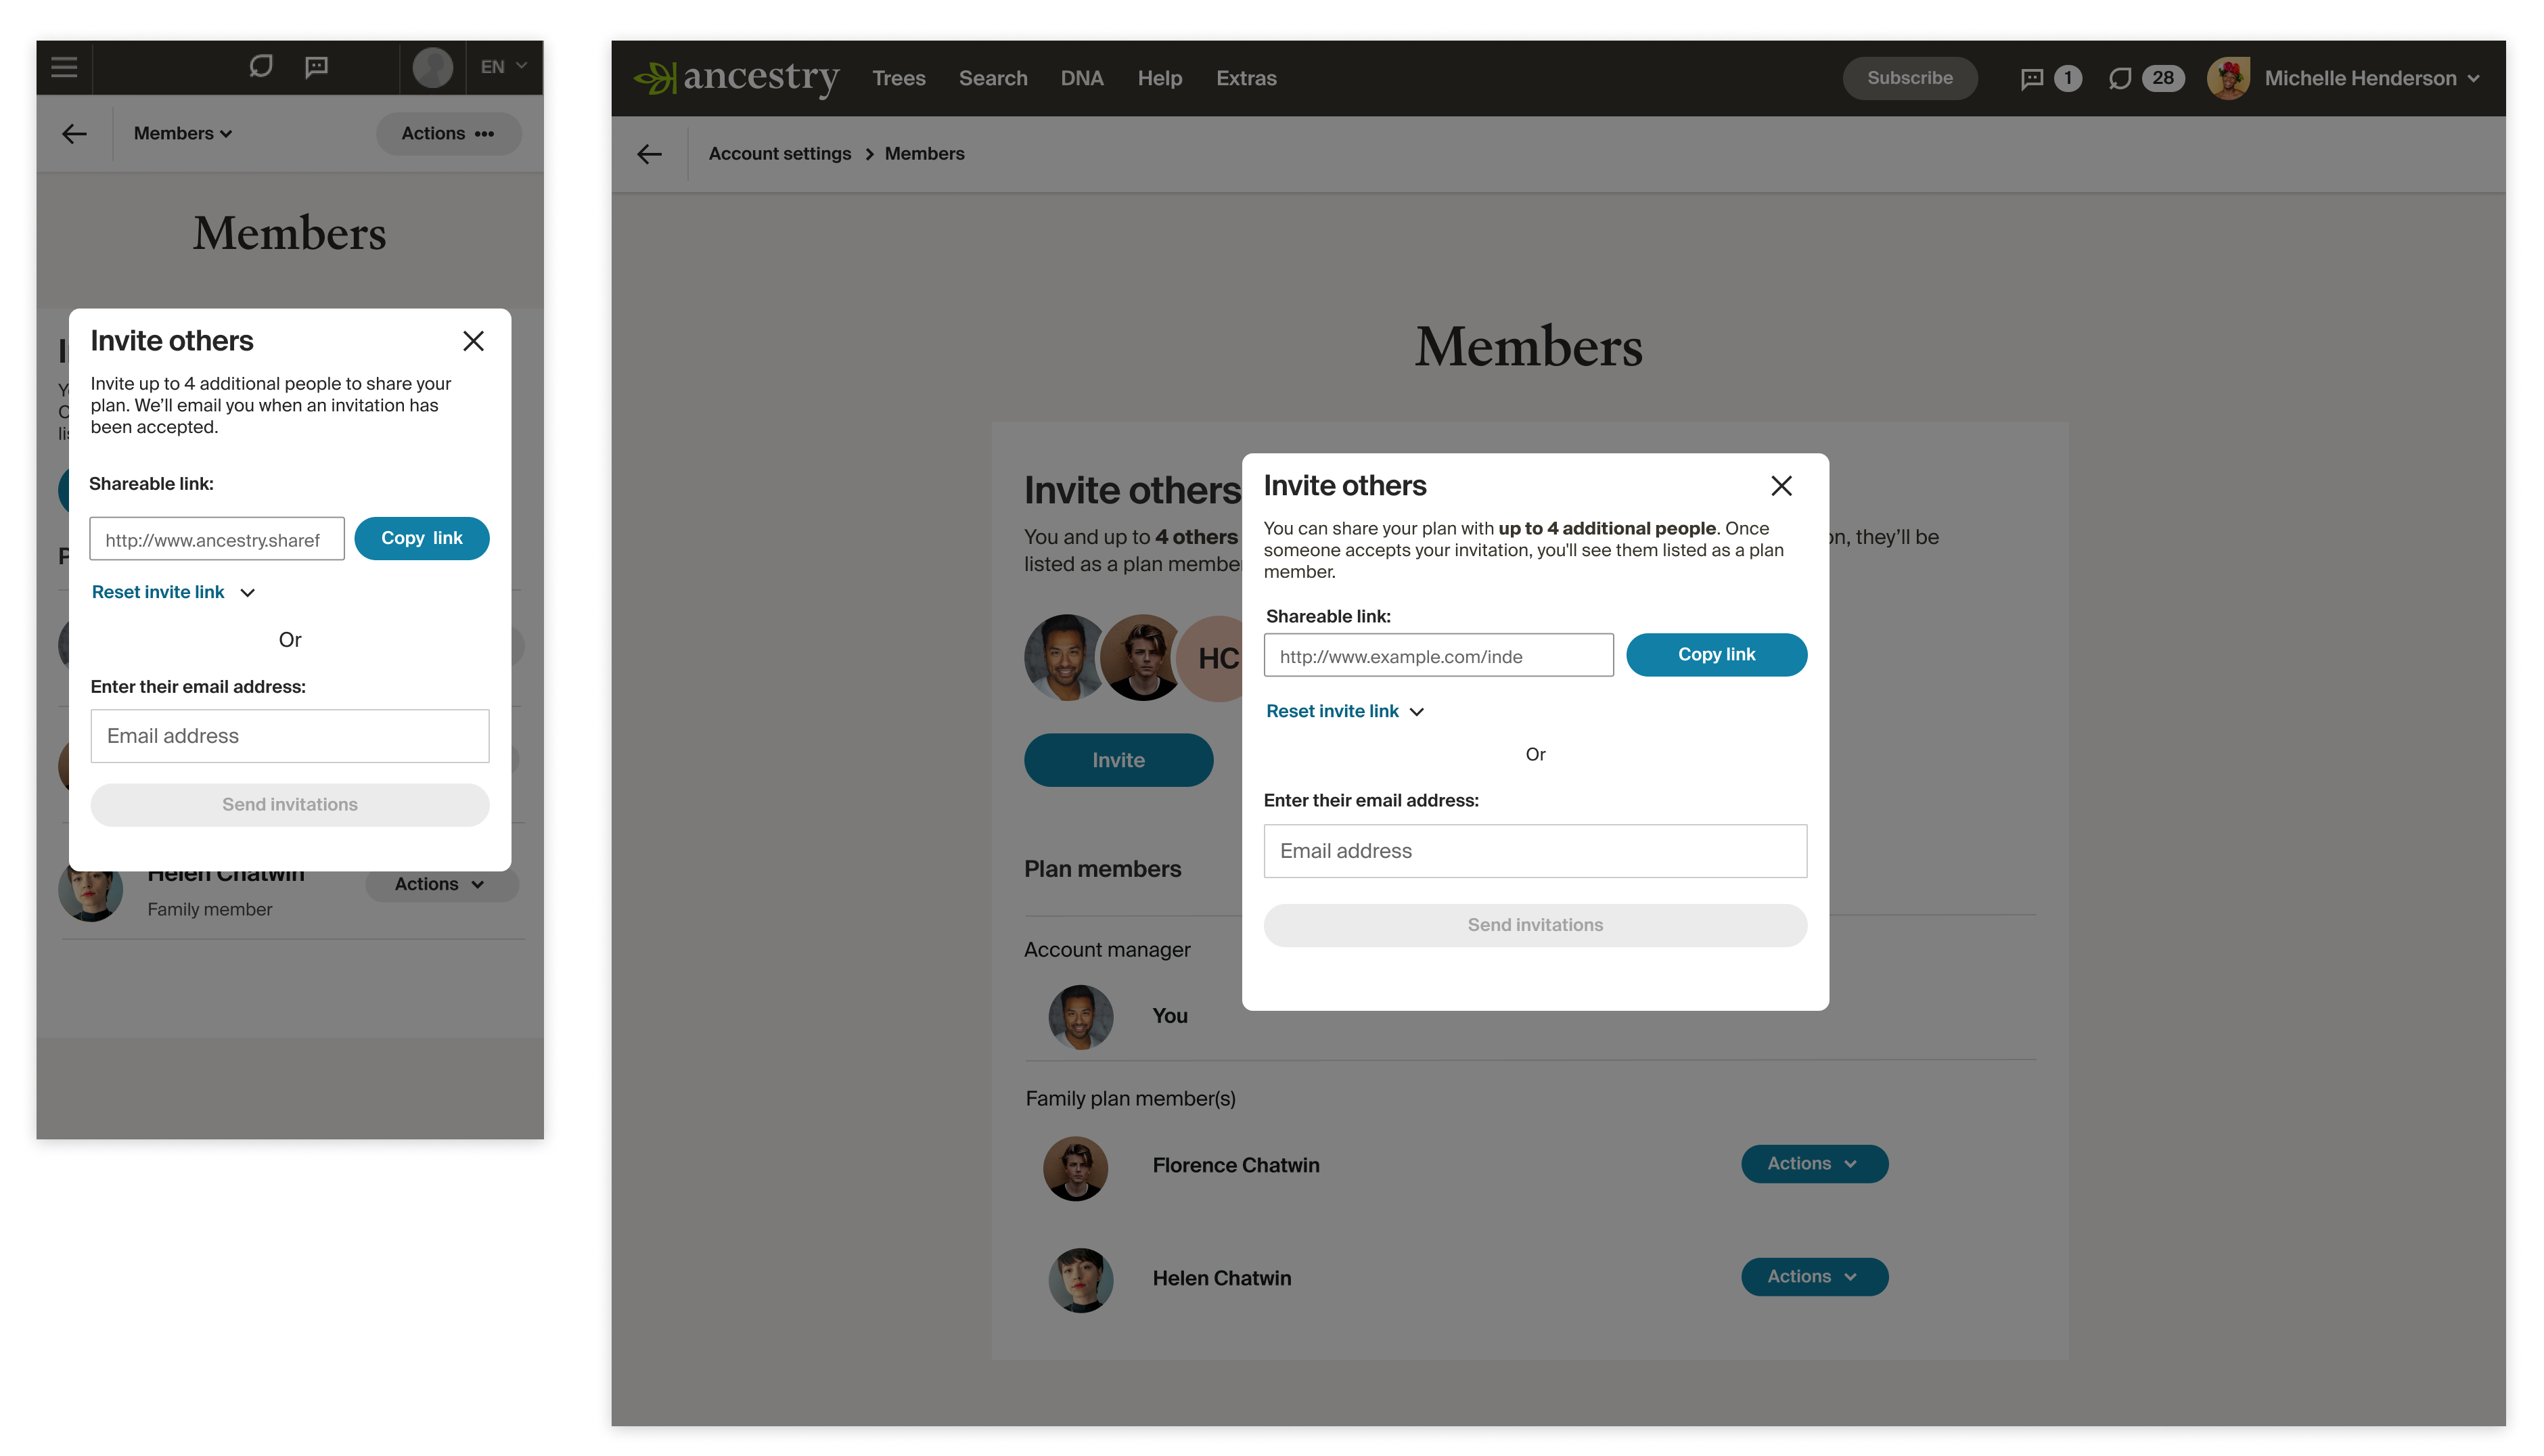 EN
Members
Actions
Members
Invite others
Invite up to 4 additional people to share your
plan. We'll email you when an invitation has
been accepted.
Shareable link:
http://www.ancestry.sharef
Copy link
Reset invite link
Or
Enter their email address:
Email address
Send invitations
Helen Chatwin
Actions
Family member
ancestry
Trees
Search
DNA
Help
Extras
Subscribe
1
28
Michelle Henderson
Account settings
Members
Members
Invite others
You and up to 4 others
on, they'll be
listed as a plan membe
HC
Invite
Plan members
Account manager
You
Family plan member(s)
Florence Chatwin
Actions
Helen Chatwin
Actions
Invite others
You can share your plan with up to 4 additional people. Once
someone accepts your invitation, you'll see them listed as a plan
member.
Shareable link:
http://www.example.com/inde
Copy link
Reset invite link
Or
Enter their email address:
Email address
Send invitations